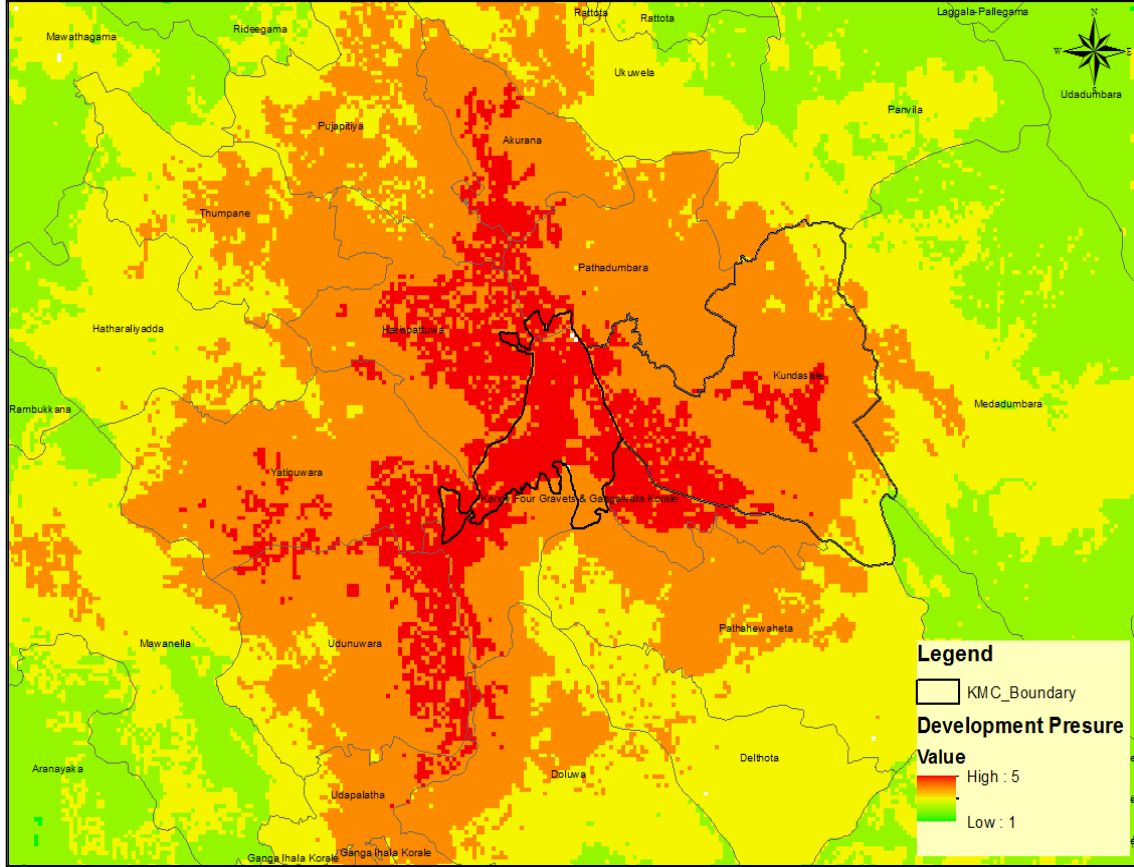 Rattota
Rattota
Laggala-Pallegama
Rideegama
Mawathagama
N
W
E
S
Ukuwela
Udadumbara
Panvila
Pujapitiya
Akurana
Thumpane
Pathadumbara
Hatharaliyadda
Harispattuwa
Kundasale
Rambukkana
Medadumbara
Yatinuwara
Kandy Four Gravets & Gangawata Korale
Pathahewaheta
Mawanella
Udunuwara
Legend
KMC_Boundary
Development Presure
Value
High : 5
Low : 1
Delthota
Aranayaka
Doluwa
Udapalatha
Ganga Ihala Korale
Ganga Ihala Korale